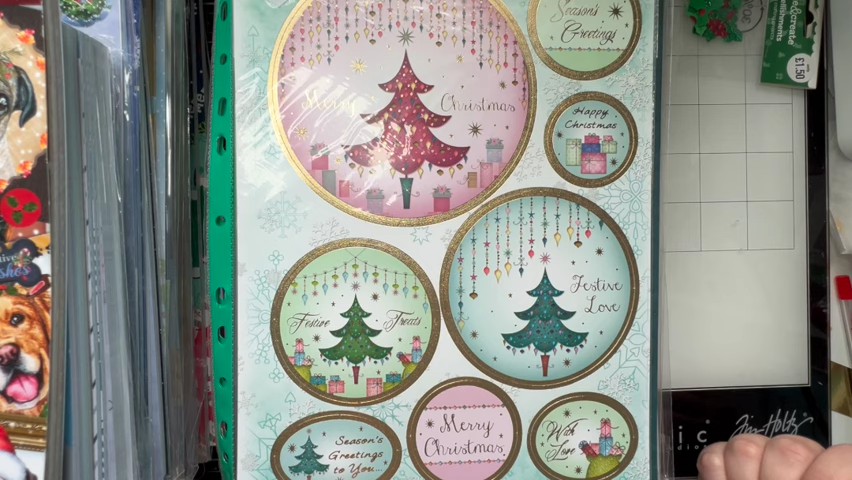 Season's
Greetings
Merry Christmas
Happy
Christmas
Festive
Love
Festive Treats
Merry
Christmas
With
Love
Season's
Greetings
to You...
£1.50
Tim Holtz